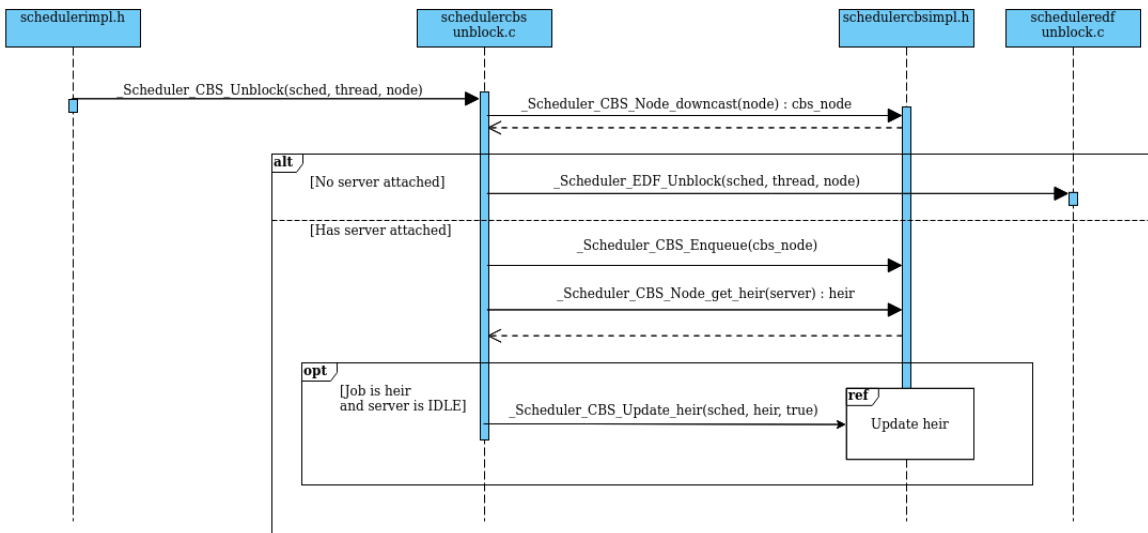 schedulerimpl.h
schedulercbs
unblock.c
schedulercbsimpl.h
scheduleredf
unblock.c
_Scheduler_CBS_Unblock(sched, thread, node)
_Scheduler_CBS_Node_downcast(node) : cbs_node
alt
[No server attached]
_Scheduler_EDF_Unblock(sched, thread, node)
[Has server attached]
_Scheduler_CBS_Enqueue(cbs_node)
_Scheduler_CBS_Node_get_heir(server) : heir
opt
[Job is heir
and server is IDLE]
_Scheduler_CBS_Update_heir(sched, heir, true)
ref
Update heir